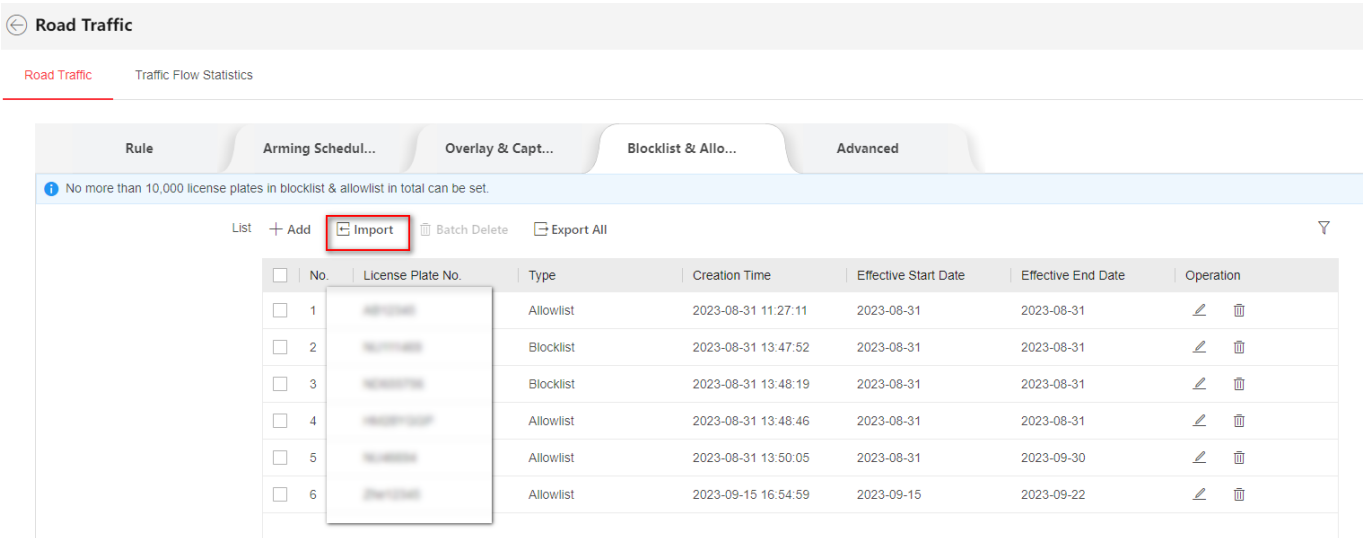 Road Traffic
Road Traffic Traffic Flow Statistics
Rule Arming Schedul... Overlay & Capt... Blocklist & Allo... Advanced
No more than 10,000 license plates in blocklist & allowlist in total can be set.
List Add Import Batch Delete Export All
No. License Plate No. Type Creation Time Effective Start Date Effective End Date Operation
1 Allowlist 2023-08-31 11:27:11 2023-08-31 2023-08-31
2 Blocklist 2023-08-31 13:47:52 2023-08-31 2023-08-31
3 Blocklist 2023-08-31 13:48:19 2023-08-31 2023-08-31
4 Allowlist 2023-08-31 13:48:46 2023-08-31 2023-08-31
5 Allowlist 2023-08-31 13:50:05 2023-08-31 2023-09-30
6 Allowlist 2023-09-15 16:54:59 2023-09-15 2023-09-22